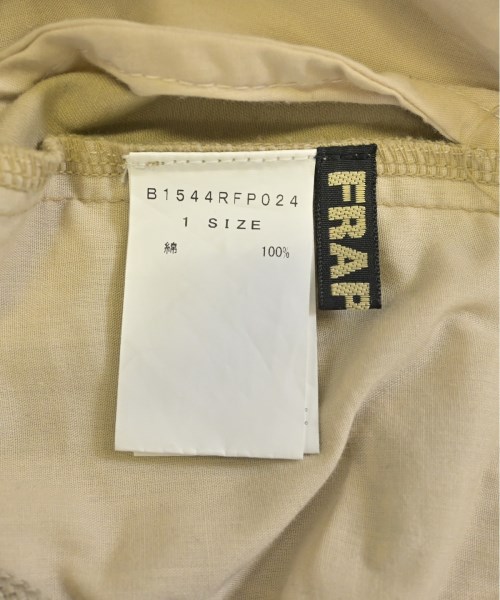 B1544RFP024
1 SIZE
綿 100%
FRAP